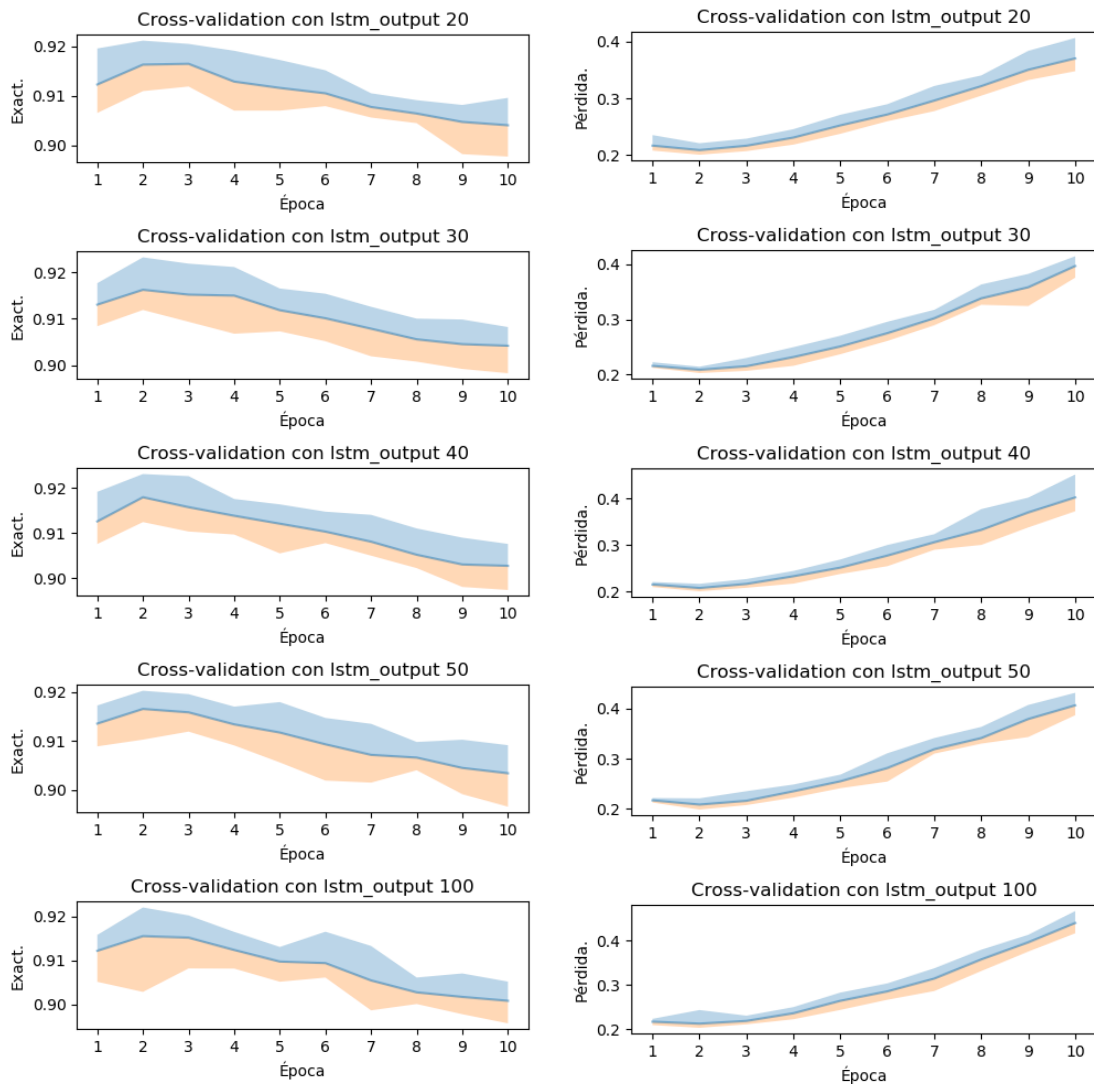 Cross-validation con lstm_output 20
Exact.
0.92
0.91
0.90
1 2 3 4 5 6 7 8 9 10
Época
Cross-validation con lstm_output 20
Pérdida.
0.4
0.3
0.2
1 2 3 4 5 6 7 8 9 10
Época
Cross-validation con lstm_output 30
Exact.
0.92
0.91
0.90
1 2 3 4 5 6 7 8 9 10
Época
Cross-validation con lstm_output 30
Pérdida.
0.4
0.3
0.2
1 2 3 4 5 6 7 8 9 10
Época
Cross-validation con lstm_output 40
Exact.
0.92
0.91
0.90
1 2 3 4 5 6 7 8 9 10
Época
Cross-validation con lstm_output 40
Pérdida.
0.4
0.3
0.2
1 2 3 4 5 6 7 8 9 10
Época
Cross-validation con lstm_output 50
Exact.
0.92
0.91
0.90
1 2 3 4 5 6 7 8 9 10
Época
Cross-validation con lstm_output 50
Pérdida.
0.4
0.3
0.2
1 2 3 4 5 6 7 8 9 10
Época
Cross-validation con lstm_output 100
Exact.
0.92
0.91
0.90
1 2 3 4 5 6 7 8 9 10
Época
Cross-validation con lstm_output 100
Pérdida.
0.4
0.3
0.2
1 2 3 4 5 6 7 8 9 10
Época